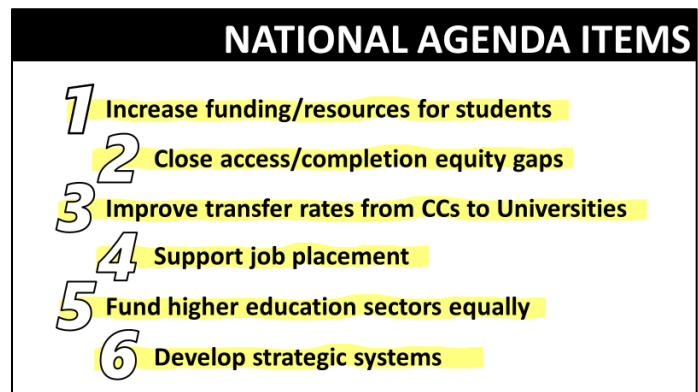 NATIONAL AGENDA ITEMS
1 Increase funding/resources for students
2 Close access/completion equity gaps
3 Improve transfer rates from CCs to Universities
4 Support job placement
5 Fund higher education sectors equally
6 Develop strategic systems